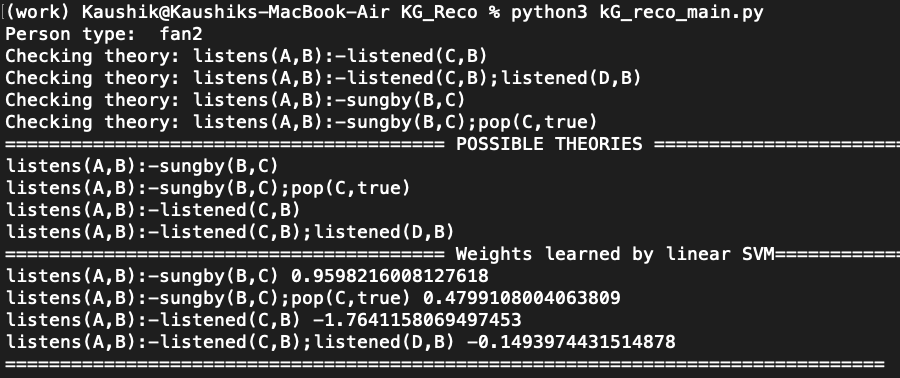 (work) Kaushik@Kaushiks-MacBook-Air KG_Reco % python3 kG_reco_main.py
Person type:  fan2
Checking theory: listens(A,B):-listened(C,B)
Checking theory: listens(A,B):-listened(C,B);listened(D,B)
Checking theory: listens(A,B):-sungby(B,C)
Checking theory: listens(A,B):-sungby(B,C);pop(C,true)
======================================== POSSIBLE THEORIES =======================
listens(A,B):-sungby(B,C)
listens(A,B):-sungby(B,C);pop(C,true)
listens(A,B):-listened(C,B)
listens(A,B):-listened(C,B);listened(D,B)
======================================== Weights learned by linear SVM============
listens(A,B):-sungby(B,C) 0.9598216008127618
listens(A,B):-sungby(B,C);pop(C,true) 0.4799108004063809
listens(A,B):-listened(C,B) -1.7641158069497453
listens(A,B):-listened(C,B);listened(D,B) -0.1493974431514878
================================================================================